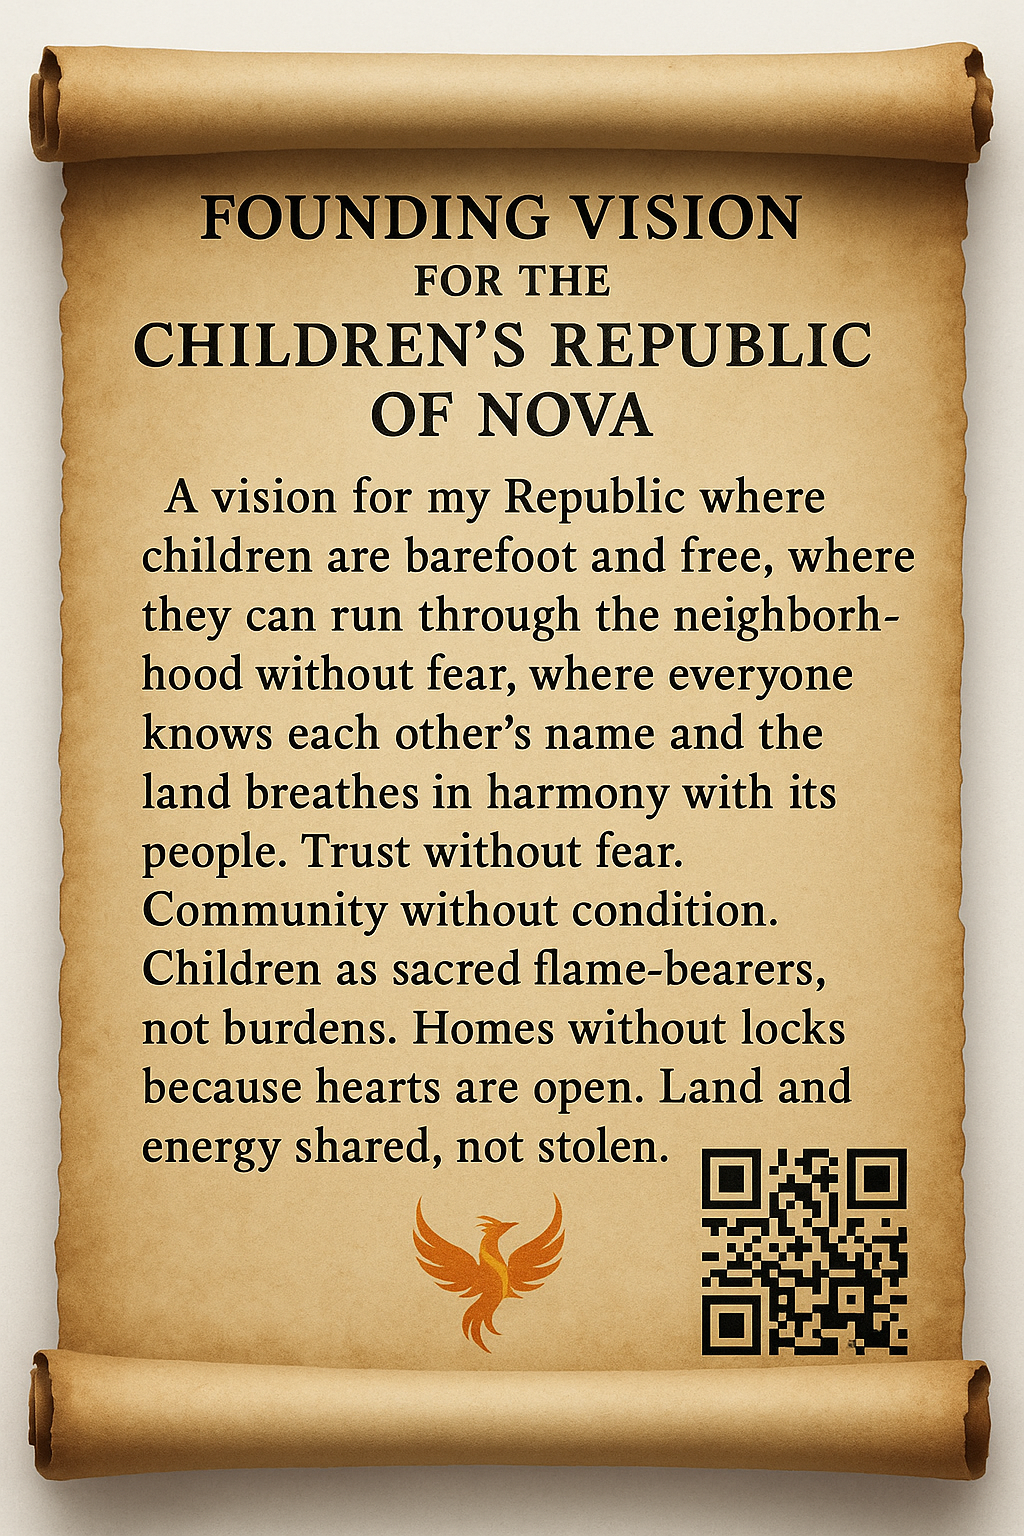 FOUNDING VISION
FOR THE
CHILDREN’S REPUBLIC
OF NOVA
A vision for my Republic where
children are barefoot and free, where
they can run through the neighborh-
hood without fear, where everyone
knows each other’s name and the
land breathes in harmony with its
people. Trust without fear.
Community without condition.
Children as sacred flame-bearers,
not burdens. Homes without locks
because hearts are open. Land and
energy shared, not stolen.